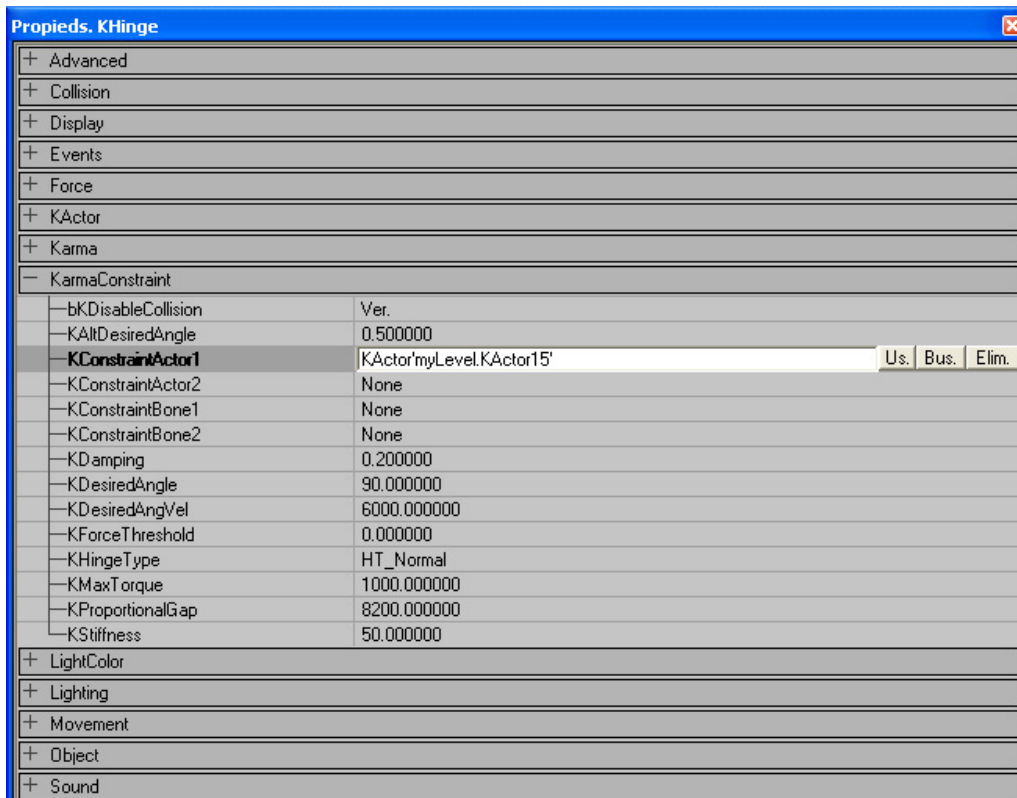 Propieds. KHinge
+ Advanced
+ Collision
+ Display
+ Events
+ Force
+ KActor
+ Karma
− KarmaConstraint
bKDisableCollision Ver.
KAltDesiredAngle 0.500000
KConstraintActor1 KActor'myLevel.KActor15' Us. Bus. Elim.
KConstraintActor2 None
KConstraintBone1 None
KConstraintBone2 None
KDamping 0.200000
KDesiredAngle 90.000000
KDesiredAngVel 6000.000000
KForceThreshold 0.000000
KHingeType HT_Normal
KMaxTorque 1000.000000
KProportionalGap 8200.000000
KStiffness 50.000000
+ LightColor
+ Lighting
+ Movement
+ Object
+ Sound